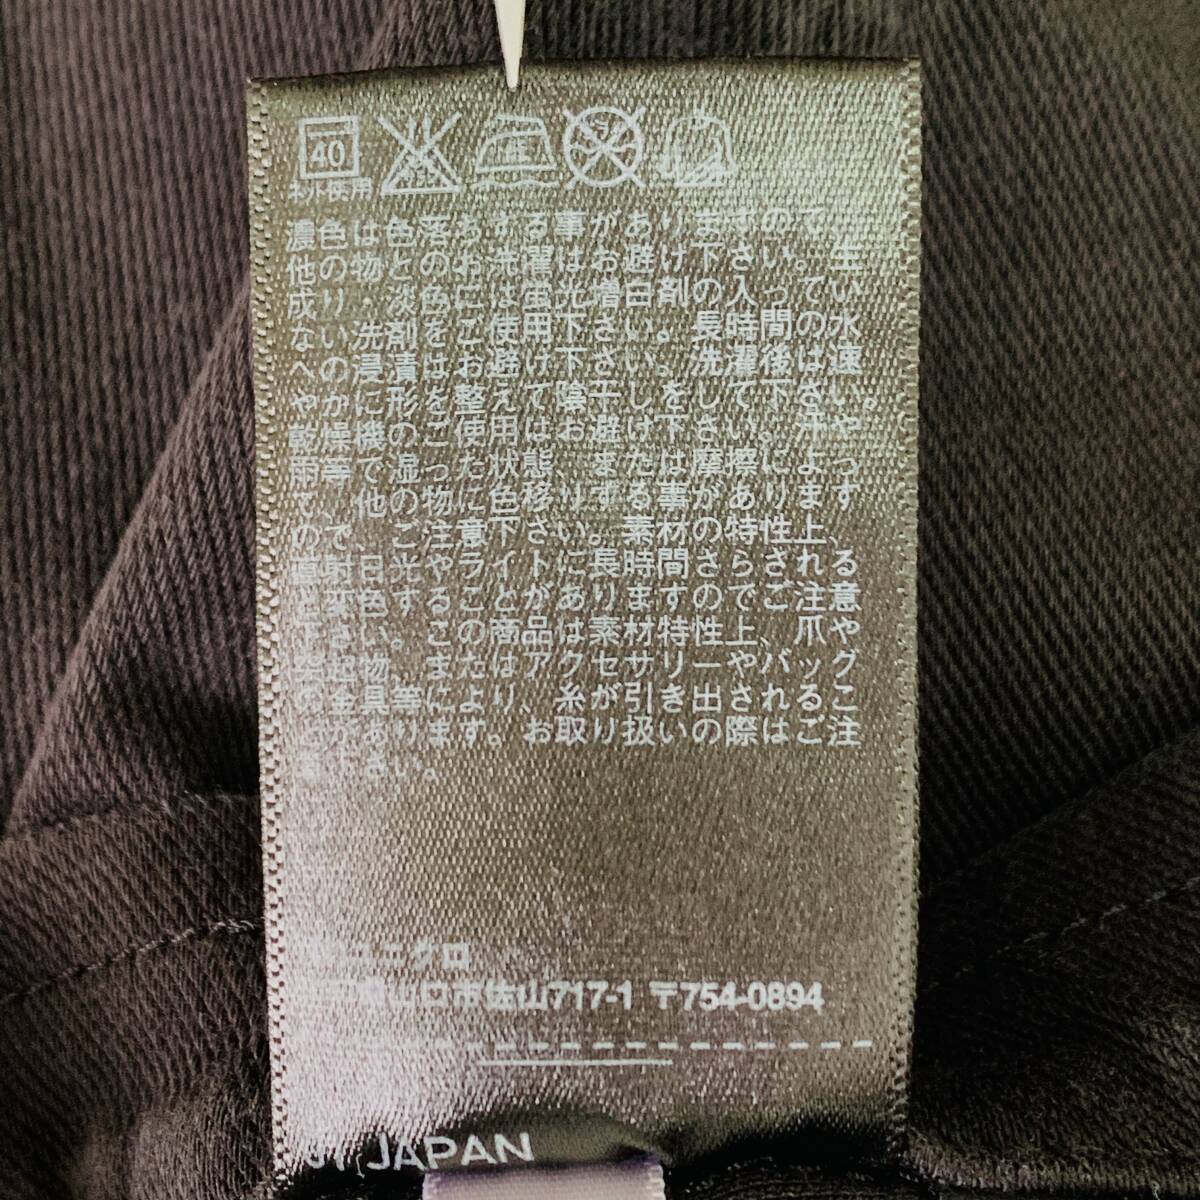 40
ネット使用
濃色は色落ちする事がありますので、
他の物とのお洗濯はお避け下さい。生
成り・淡色には蛍光増白剤の入ってい
ない洗剤をご使用下さい。長時間の水
への浸漬はお避け下さい。洗濯後は速
やかに形を整えて陰干しをして下さい
乾燥機のご使用はお避け下さい。汗や
雨等で湿った状態、または摩擦によっ
て他の物に色移りする事があります
ので、ご注意下さい。素材の特性上、
直射日光やライトに長時間さらされる
と変色することがありますのでご注意
下さい。この商品は素材特性上、爪や
突起物、またはアクセサリーやバッグ
の金具等により、糸が引き出されるこ
とがあります。お取り扱いの際はご注
意下さい。
ユニクロ
山口市佐山717-1 〒754-0894
JAPAN